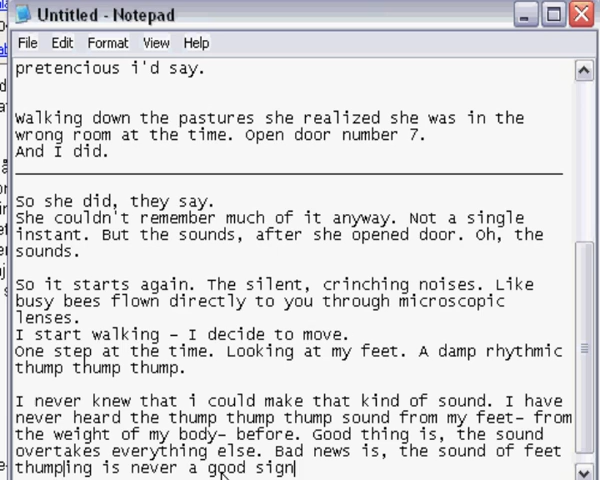 Untitled - Notepad
File Edit Format View Help
pretencious i'd say.
Walking down the pastures she realized she was in the
wrong room at the time. Open door number 7.
And I did.
So she did, they say.
She couldn't remember much of it anyway. Not a single
instant. But the sounds, after she opened door. Oh, the
sounds.
So it starts again. The silent, crinching noises. Like
busy bees flown directly to you through microscopic
lenses.
I start walking - I decide to move.
One step at the time. Looking at my feet. A damp rhythmic
thump thump thump.
I never knew that i could make that kind of sound. I have
never heard the thump thump thump sound from my feet- from
the weight of my body- before. Good thing is, the sound
overtakes everything else. Bad news is, the sound of feet
thumping is never a good sign